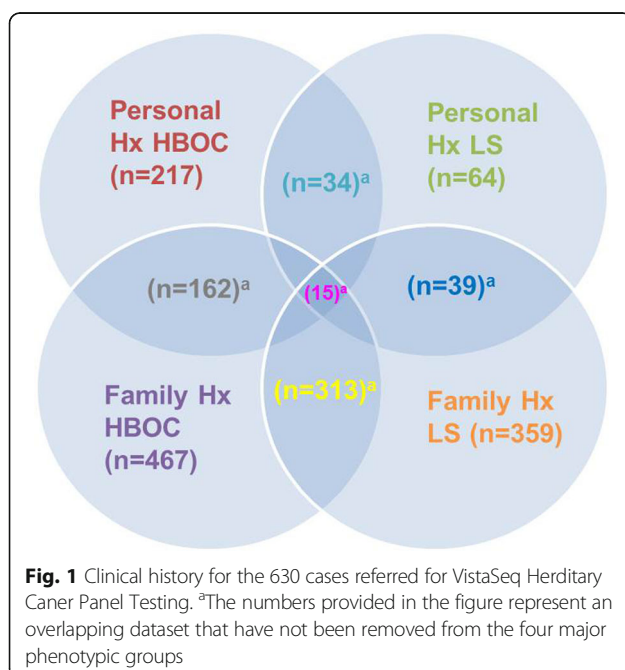 Personal
Hx HBOC
(n=217)
Personal
Hx LS
(n=64)
(n=34)ᵃ
(n=162)ᵃ
(15)ᵃ
(n=39)ᵃ
(n=313)ᵃ
Family Hx
HBOC
(n=467)
Family Hx
LS (n=359)
Fig. 1 Clinical history for the 630 cases referred for VistaSeq Herditary
Caner Panel Testing. ᵃThe numbers provided in the figure represent an
overlapping dataset that have not been removed from the four major
phenotypic groups